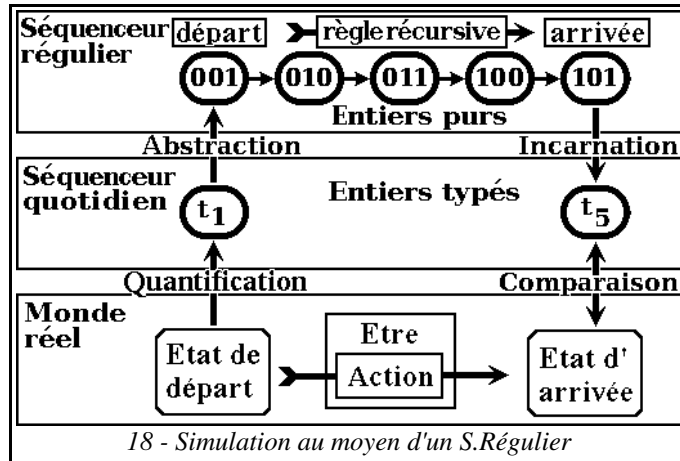 Séquenceur régulier
départ règle récursive arrivée
001 010 011 100 101
Entiers purs
Abstraction Incarnation
Séquenceur quotidien
Entiers typés
t1 t5
Quantification Comparaison
Monde réel
Etat de départ
Etre
Action
Etat d' arrivée
18 - Simulation au moyen d'un S.Régulier